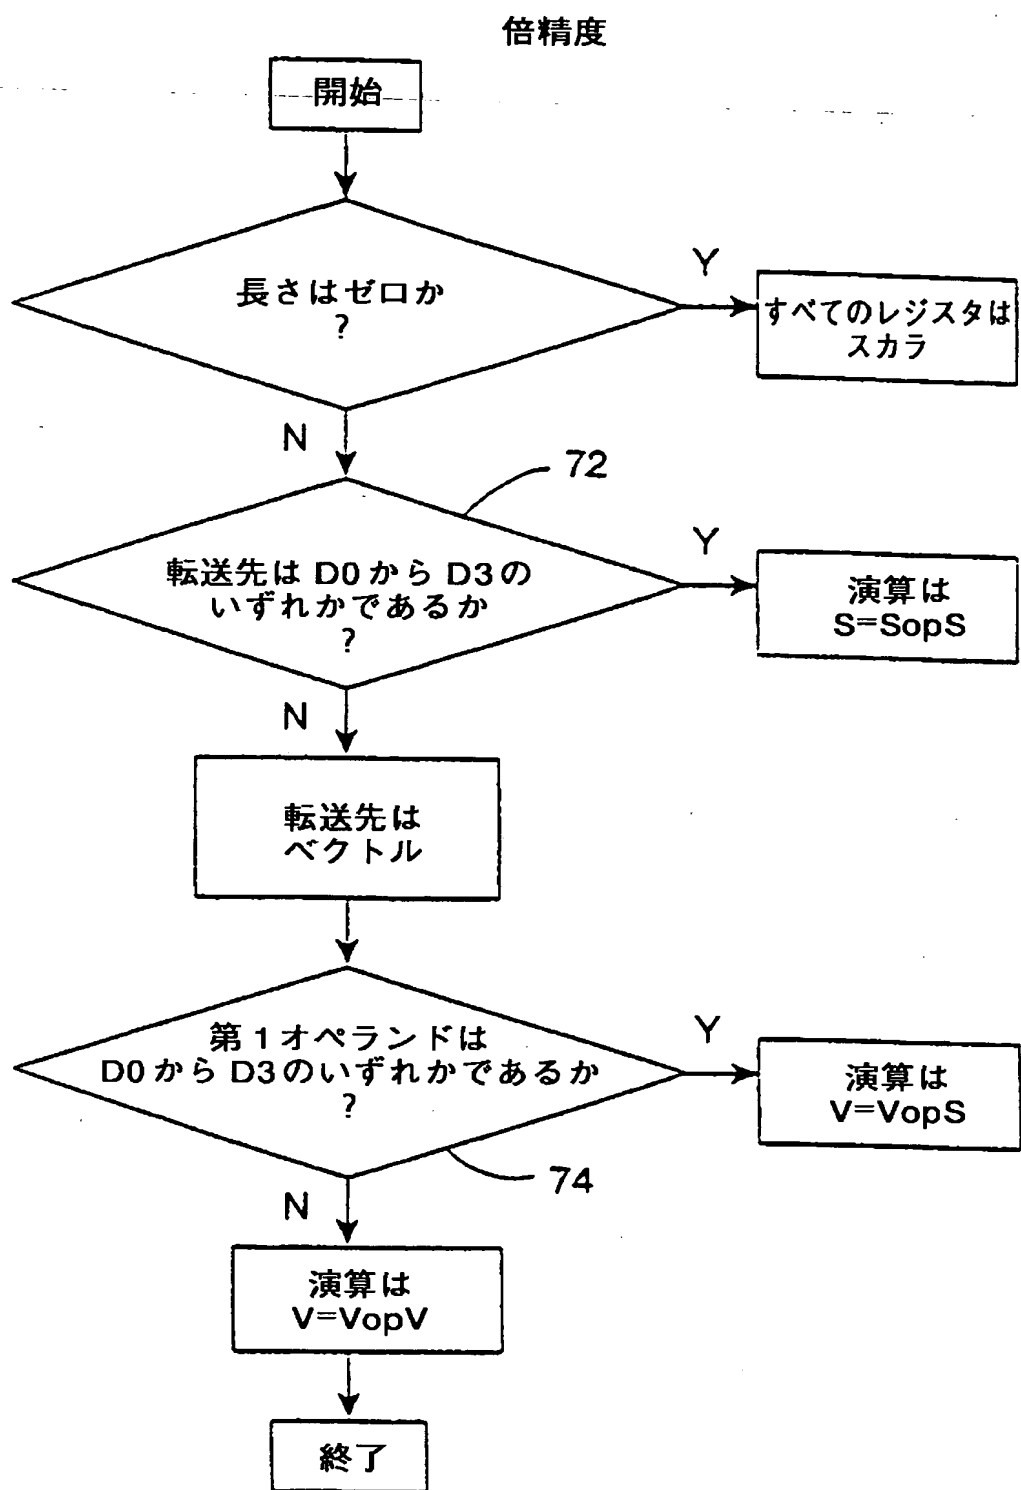 倍精度
開始
長さはゼロか
?
Y
すべてのレジスタは
スカラ
N
72
転送先は D0 から D3の
いずれかであるか
?
Y
演算は
S=SopS
N
転送先は
ベクトル
第1オペランドは
D0 から D3のいずれかであるか
?
Y
演算は
V=VopS
74
N
演算は
V=VopV
終了